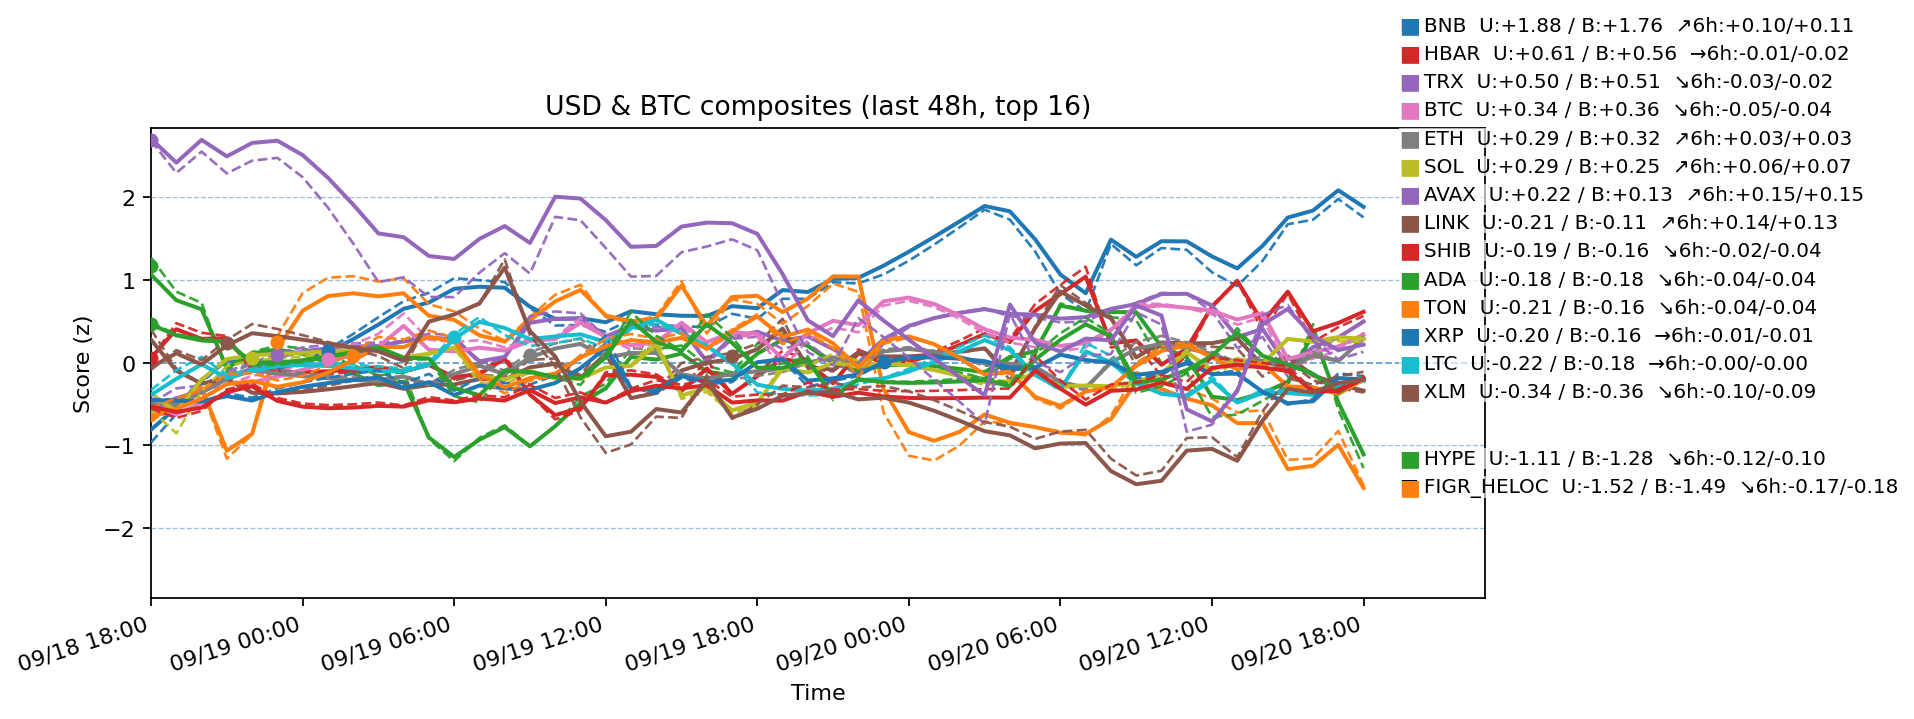 USD & BTC composites (last 48h, top 16)
BNB  U:+1.88 / B:+1.76  ↗6h:+0.10/+0.11
HBAR  U:+0.61 / B:+0.56  →6h:-0.01/-0.02
TRX  U:+0.50 / B:+0.51  ↘6h:-0.03/-0.02
BTC  U:+0.34 / B:+0.36  ↘6h:-0.05/-0.04
ETH  U:+0.29 / B:+0.32  ↗6h:+0.03/+0.03
SOL  U:+0.29 / B:+0.25  ↗6h:+0.06/+0.07
AVAX  U:+0.22 / B:+0.13  ↗6h:+0.15/+0.15
LINK  U:-0.21 / B:-0.11  ↗6h:+0.14/+0.13
SHIB  U:-0.19 / B:-0.16  ↘6h:-0.02/-0.04
ADA  U:-0.18 / B:-0.18  ↘6h:-0.04/-0.04
TON  U:-0.21 / B:-0.16  ↘6h:-0.04/-0.04
XRP  U:-0.20 / B:-0.16  →6h:-0.01/-0.01
LTC  U:-0.22 / B:-0.18  →6h:-0.00/-0.00
XLM  U:-0.34 / B:-0.36  ↘6h:-0.10/-0.09
HYPE  U:-1.11 / B:-1.28  ↘6h:-0.12/-0.10
FIGR_HELOC  U:-1.52 / B:-1.49  ↘6h:-0.17/-0.18
Score (z)
2
1
0
−1
−2
09/18 18:00
09/19 00:00
09/19 06:00
09/19 12:00
09/19 18:00
09/20 00:00
09/20 06:00
09/20 12:00
09/20 18:00
Time